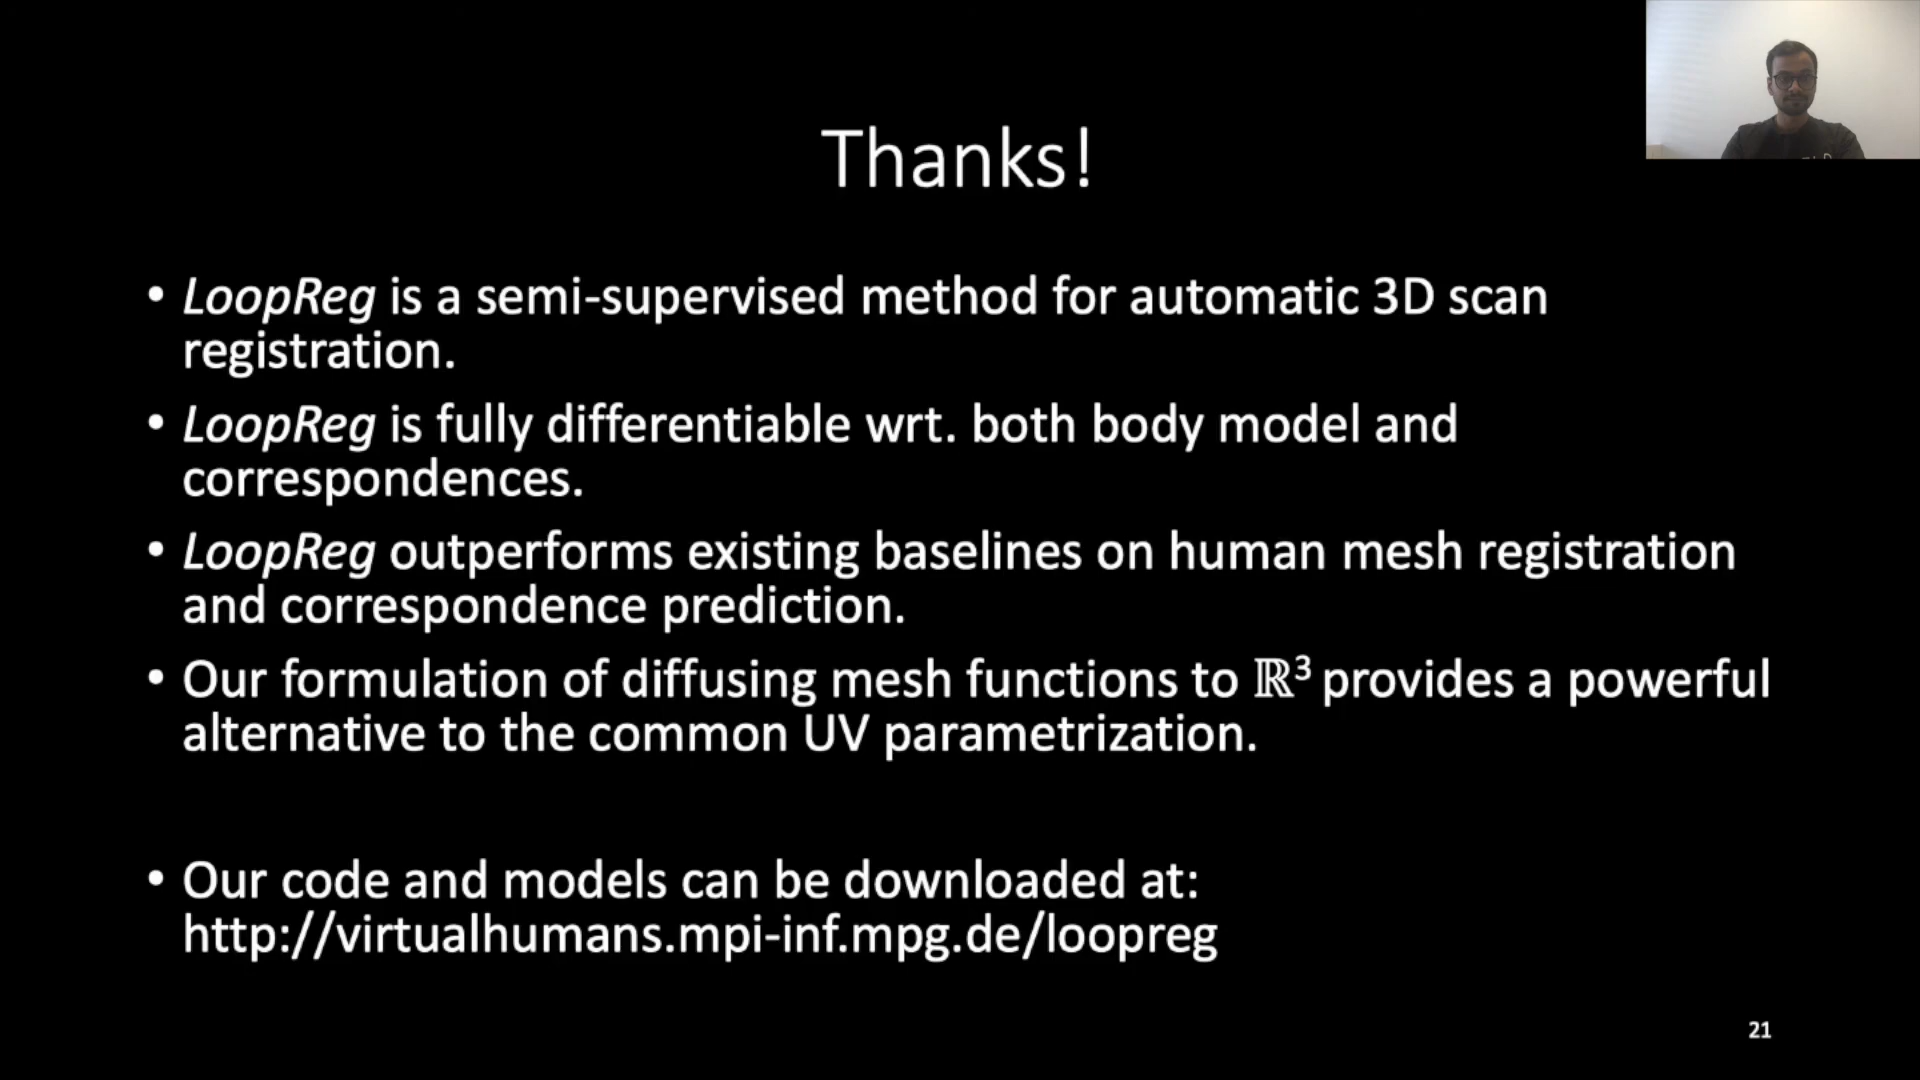 Thanks!
• LoopReg is a semi-supervised method for automatic 3D scan
registration.
• LoopReg is fully differentiable wrt. both body model and
correspondences.
• LoopReg outperforms existing baselines on human mesh registration
and correspondence prediction.
• Our formulation of diffusing mesh functions to ℝ³ provides a powerful
alternative to the common UV parametrization.
• Our code and models can be downloaded at:
http://virtualhumans.mpi-inf.mpg.de/loopreg
21